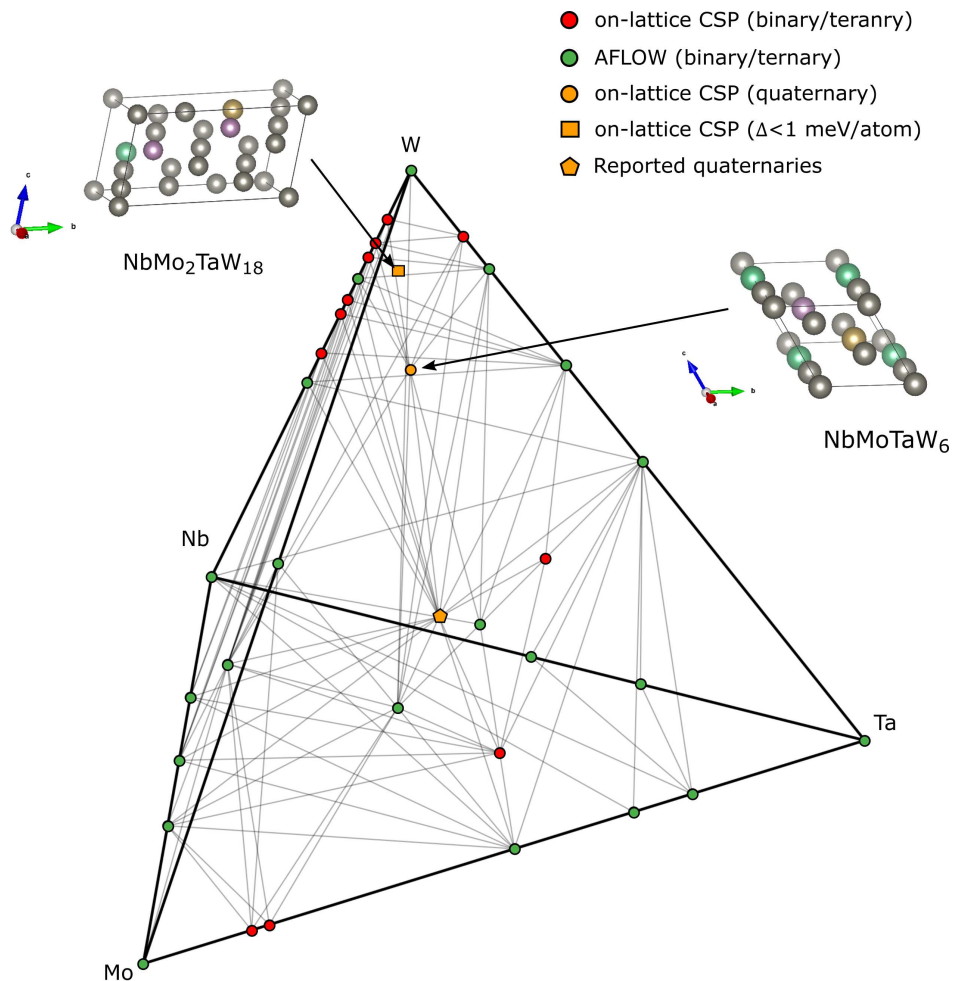 on-lattice CSP (binary/teranry)
AFLOW (binary/ternary)
on-lattice CSP (quaternary)
on-lattice CSP (Δ<1 meV/atom)
Reported quaternaries
W
c
b
a
NbMo₂TaW₁₈
c
b
a
NbMoTaW₆
Nb
Ta
Mo